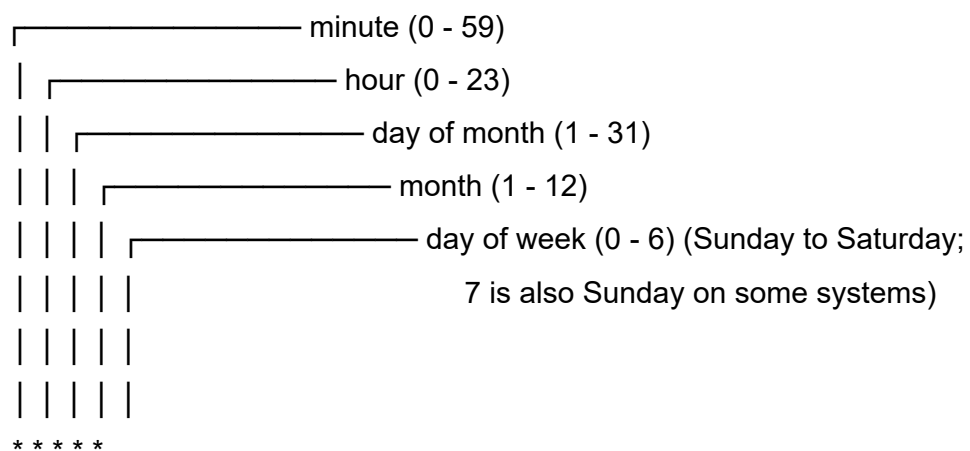 minute (0 - 59)
hour (0 - 23)
day of month (1 - 31)
month (1 - 12)
day of week (0 - 6) (Sunday to Saturday;
7 is also Sunday on some systems)
* * * * *